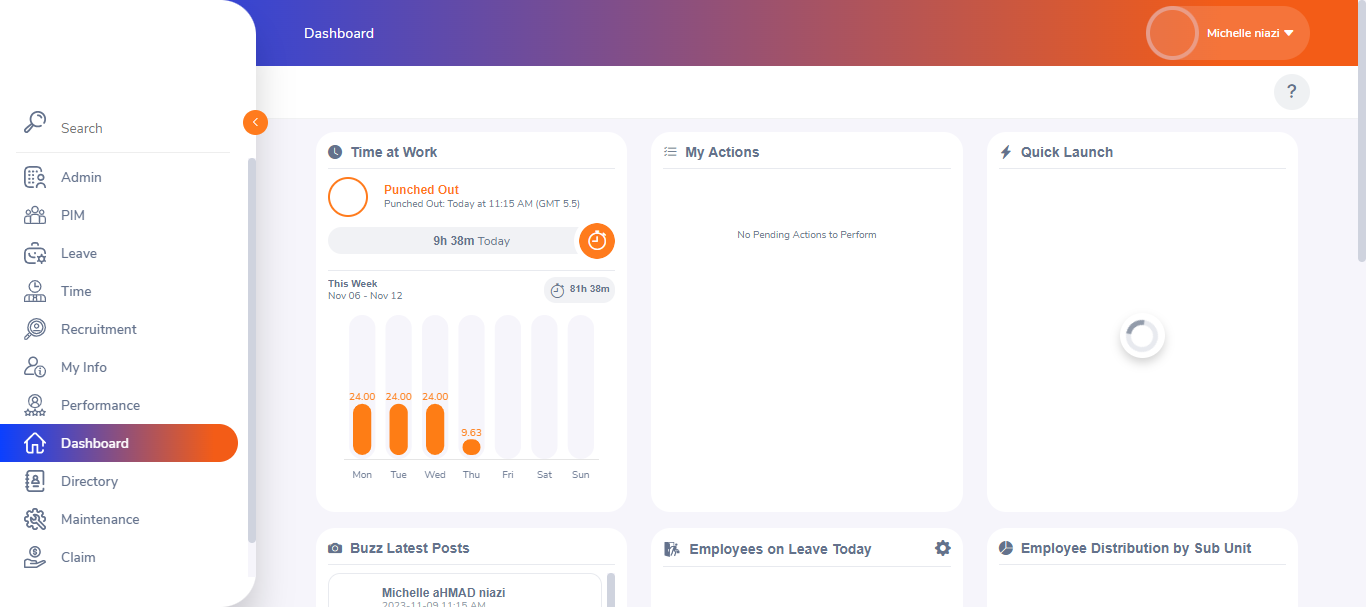 Dashboard
Michelle niazi
?
Search
Admin
PIM
Leave
Time
Recruitment
My Info
Performance
Dashboard
Directory
Maintenance
Claim
Time at Work
Punched Out
Punched Out: Today at 11:15 AM (GMT 5.5)
9h 38m Today
This Week
Nov 06 - Nov 12
81h 38m
24.00 24.00 24.00
9.63
Mon Tue Wed Thu Fri Sat Sun
My Actions
No Pending Actions to Perform
Quick Launch
Buzz Latest Posts
Michelle aHMAD niazi
2023-11-09 11:15 AM
Employees on Leave Today
Employee Distribution by Sub Unit